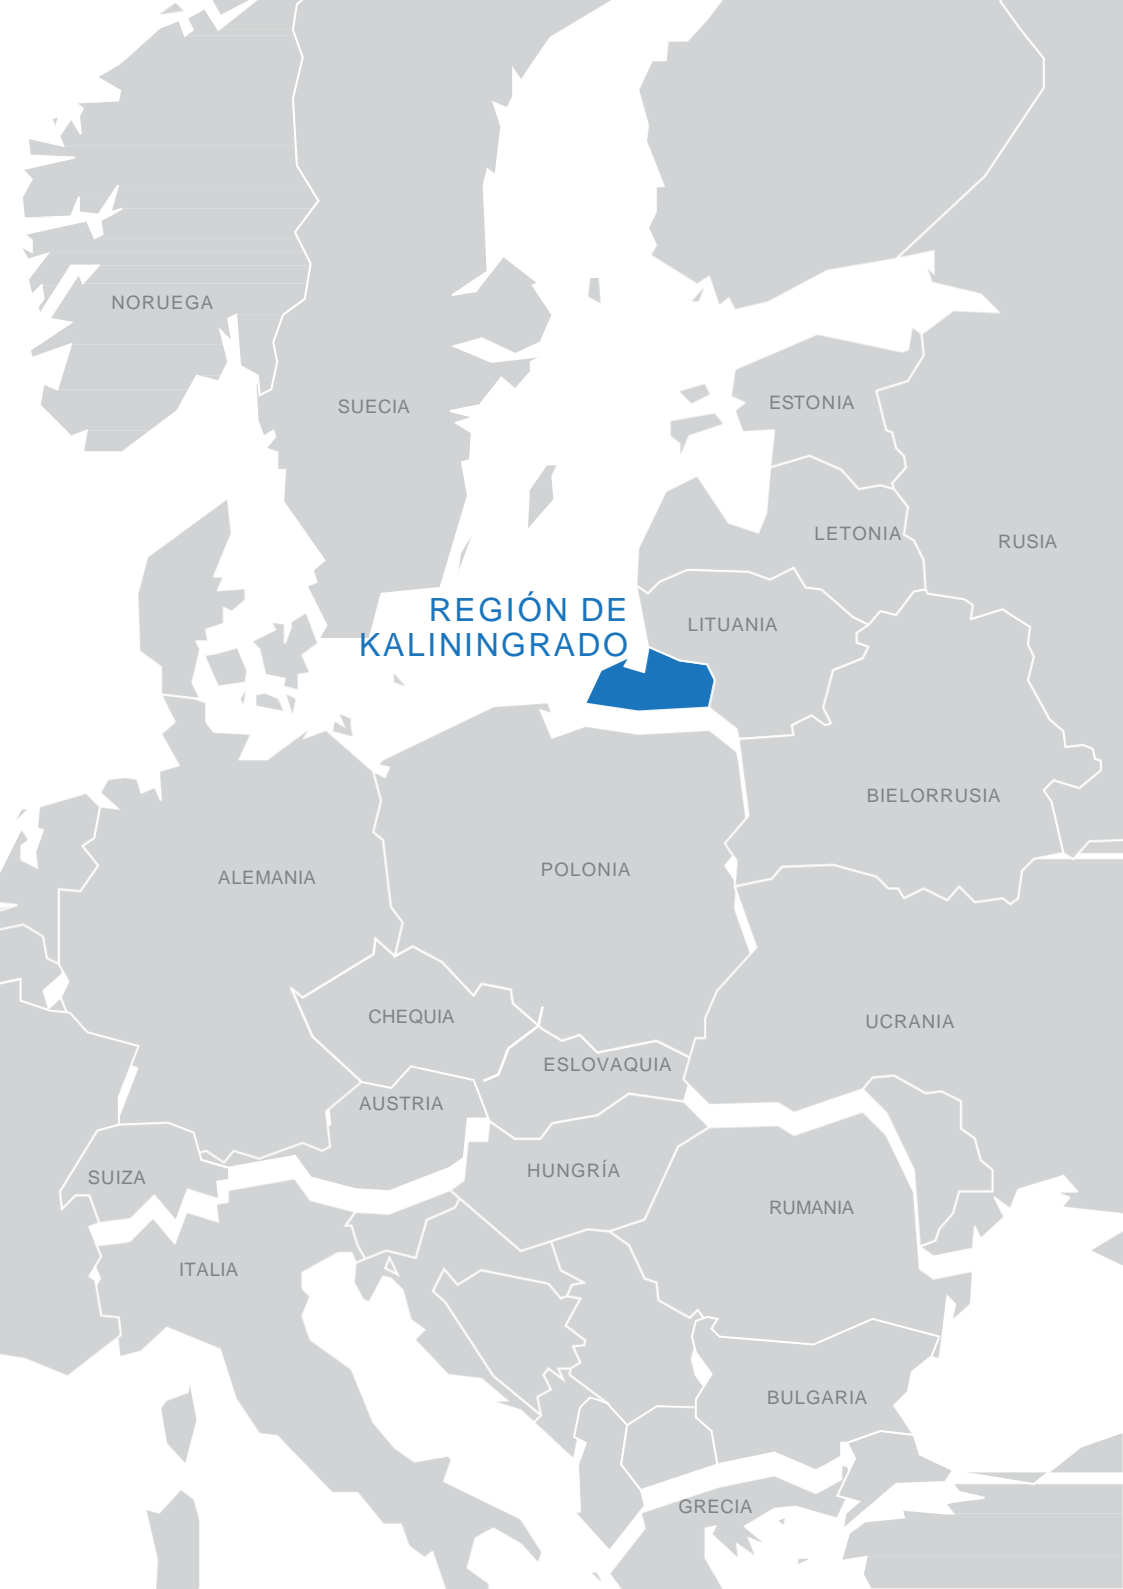 NORUEGA
SUECIA
ESTONIA
LETONIA
RUSIA
REGIÓN DE
KALININGRADO
LITUANIA
BIELORRUSIA
POLONIA
ALEMANIA
CHEQUIA
UCRANIA
ESLOVAQUIA
AUSTRIA
HUNGRÍA
SUIZA
RUMANIA
ITALIA
BULGARIA
GRECIA